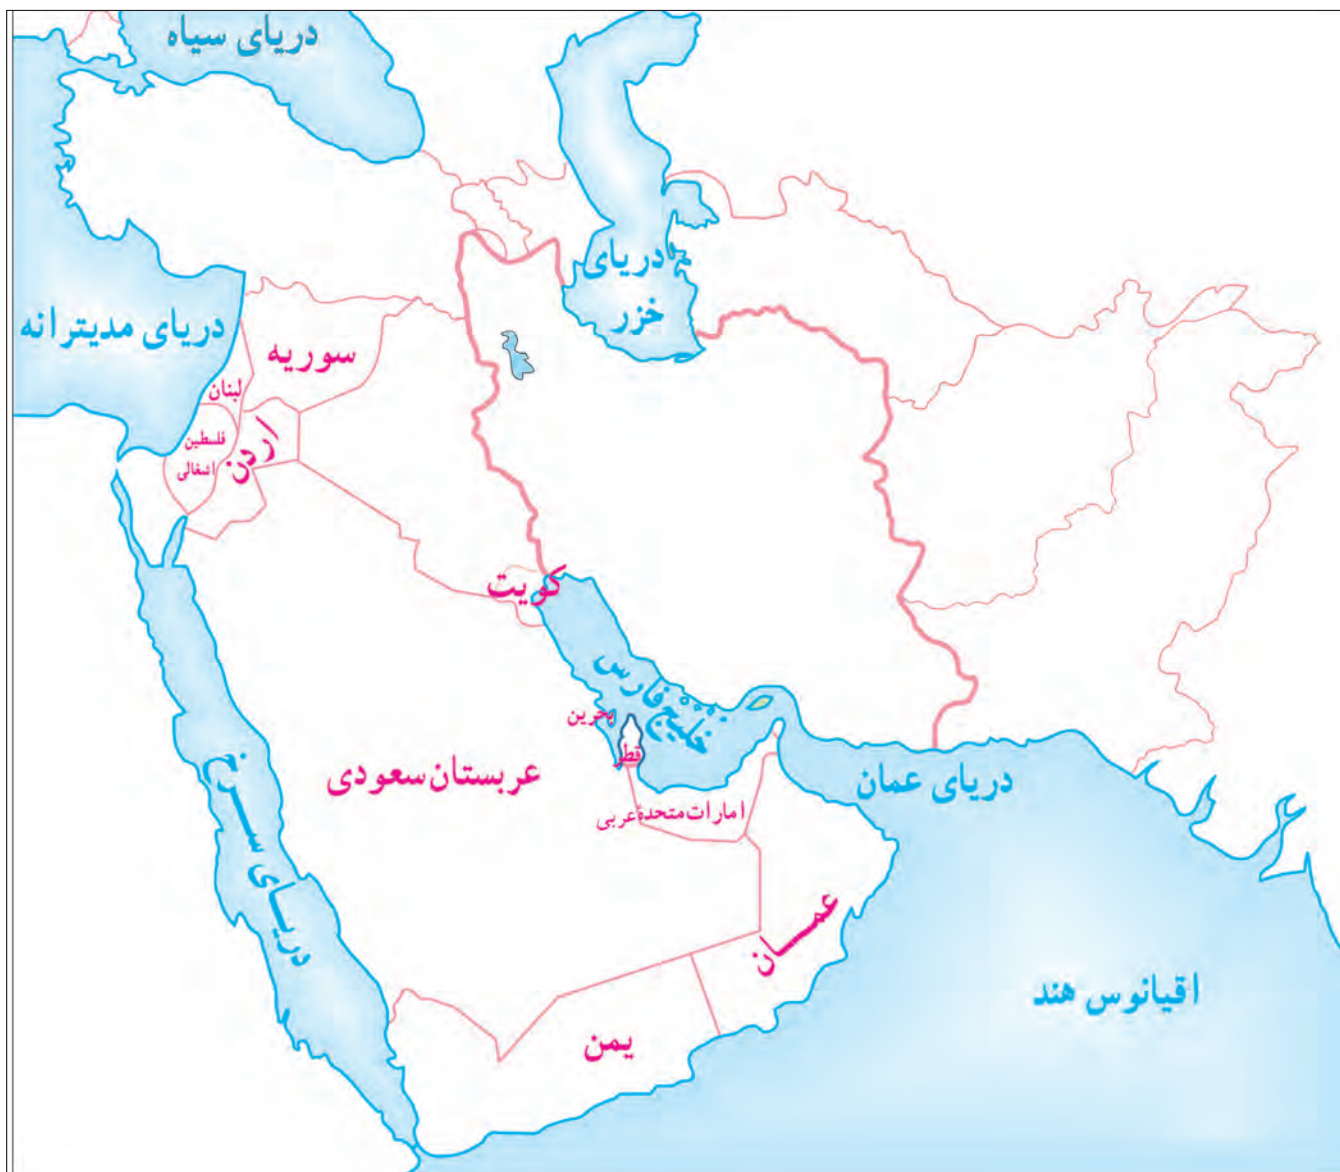 دریای سیاه
دریای
خزر
دریای مدیترانه
سوریه
لبنان
فلسطین
اشغالی
اردن
کویت
خلیج فارس
بحرین
قطر
عربستان سعودی
امارات متحدهٔ عربی
دریای عمان
دریای سرخ
عمان
اقیانوس هند
یمن